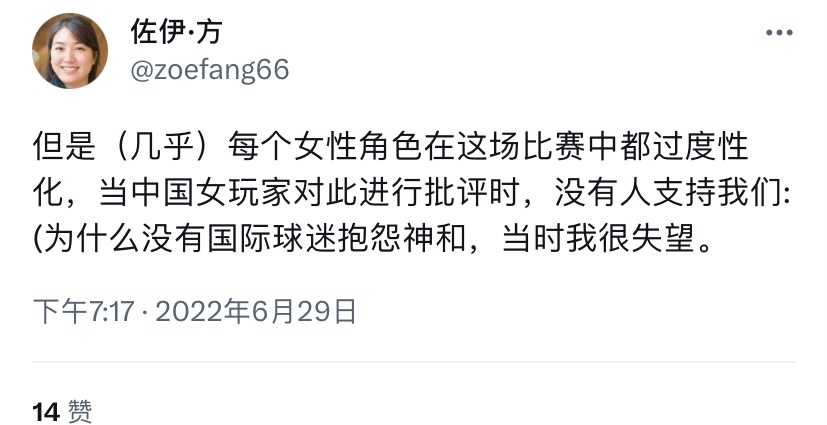 佐伊·方
@zoefang66
但是（几乎）每个女性角色在这场比赛中都过度性
化，当中国女玩家对此进行批评时，没有人支持我们:
(为什么没有国际球迷抱怨神和，当时我很失望。
下午7:17 · 2022年6月29日
14 赞